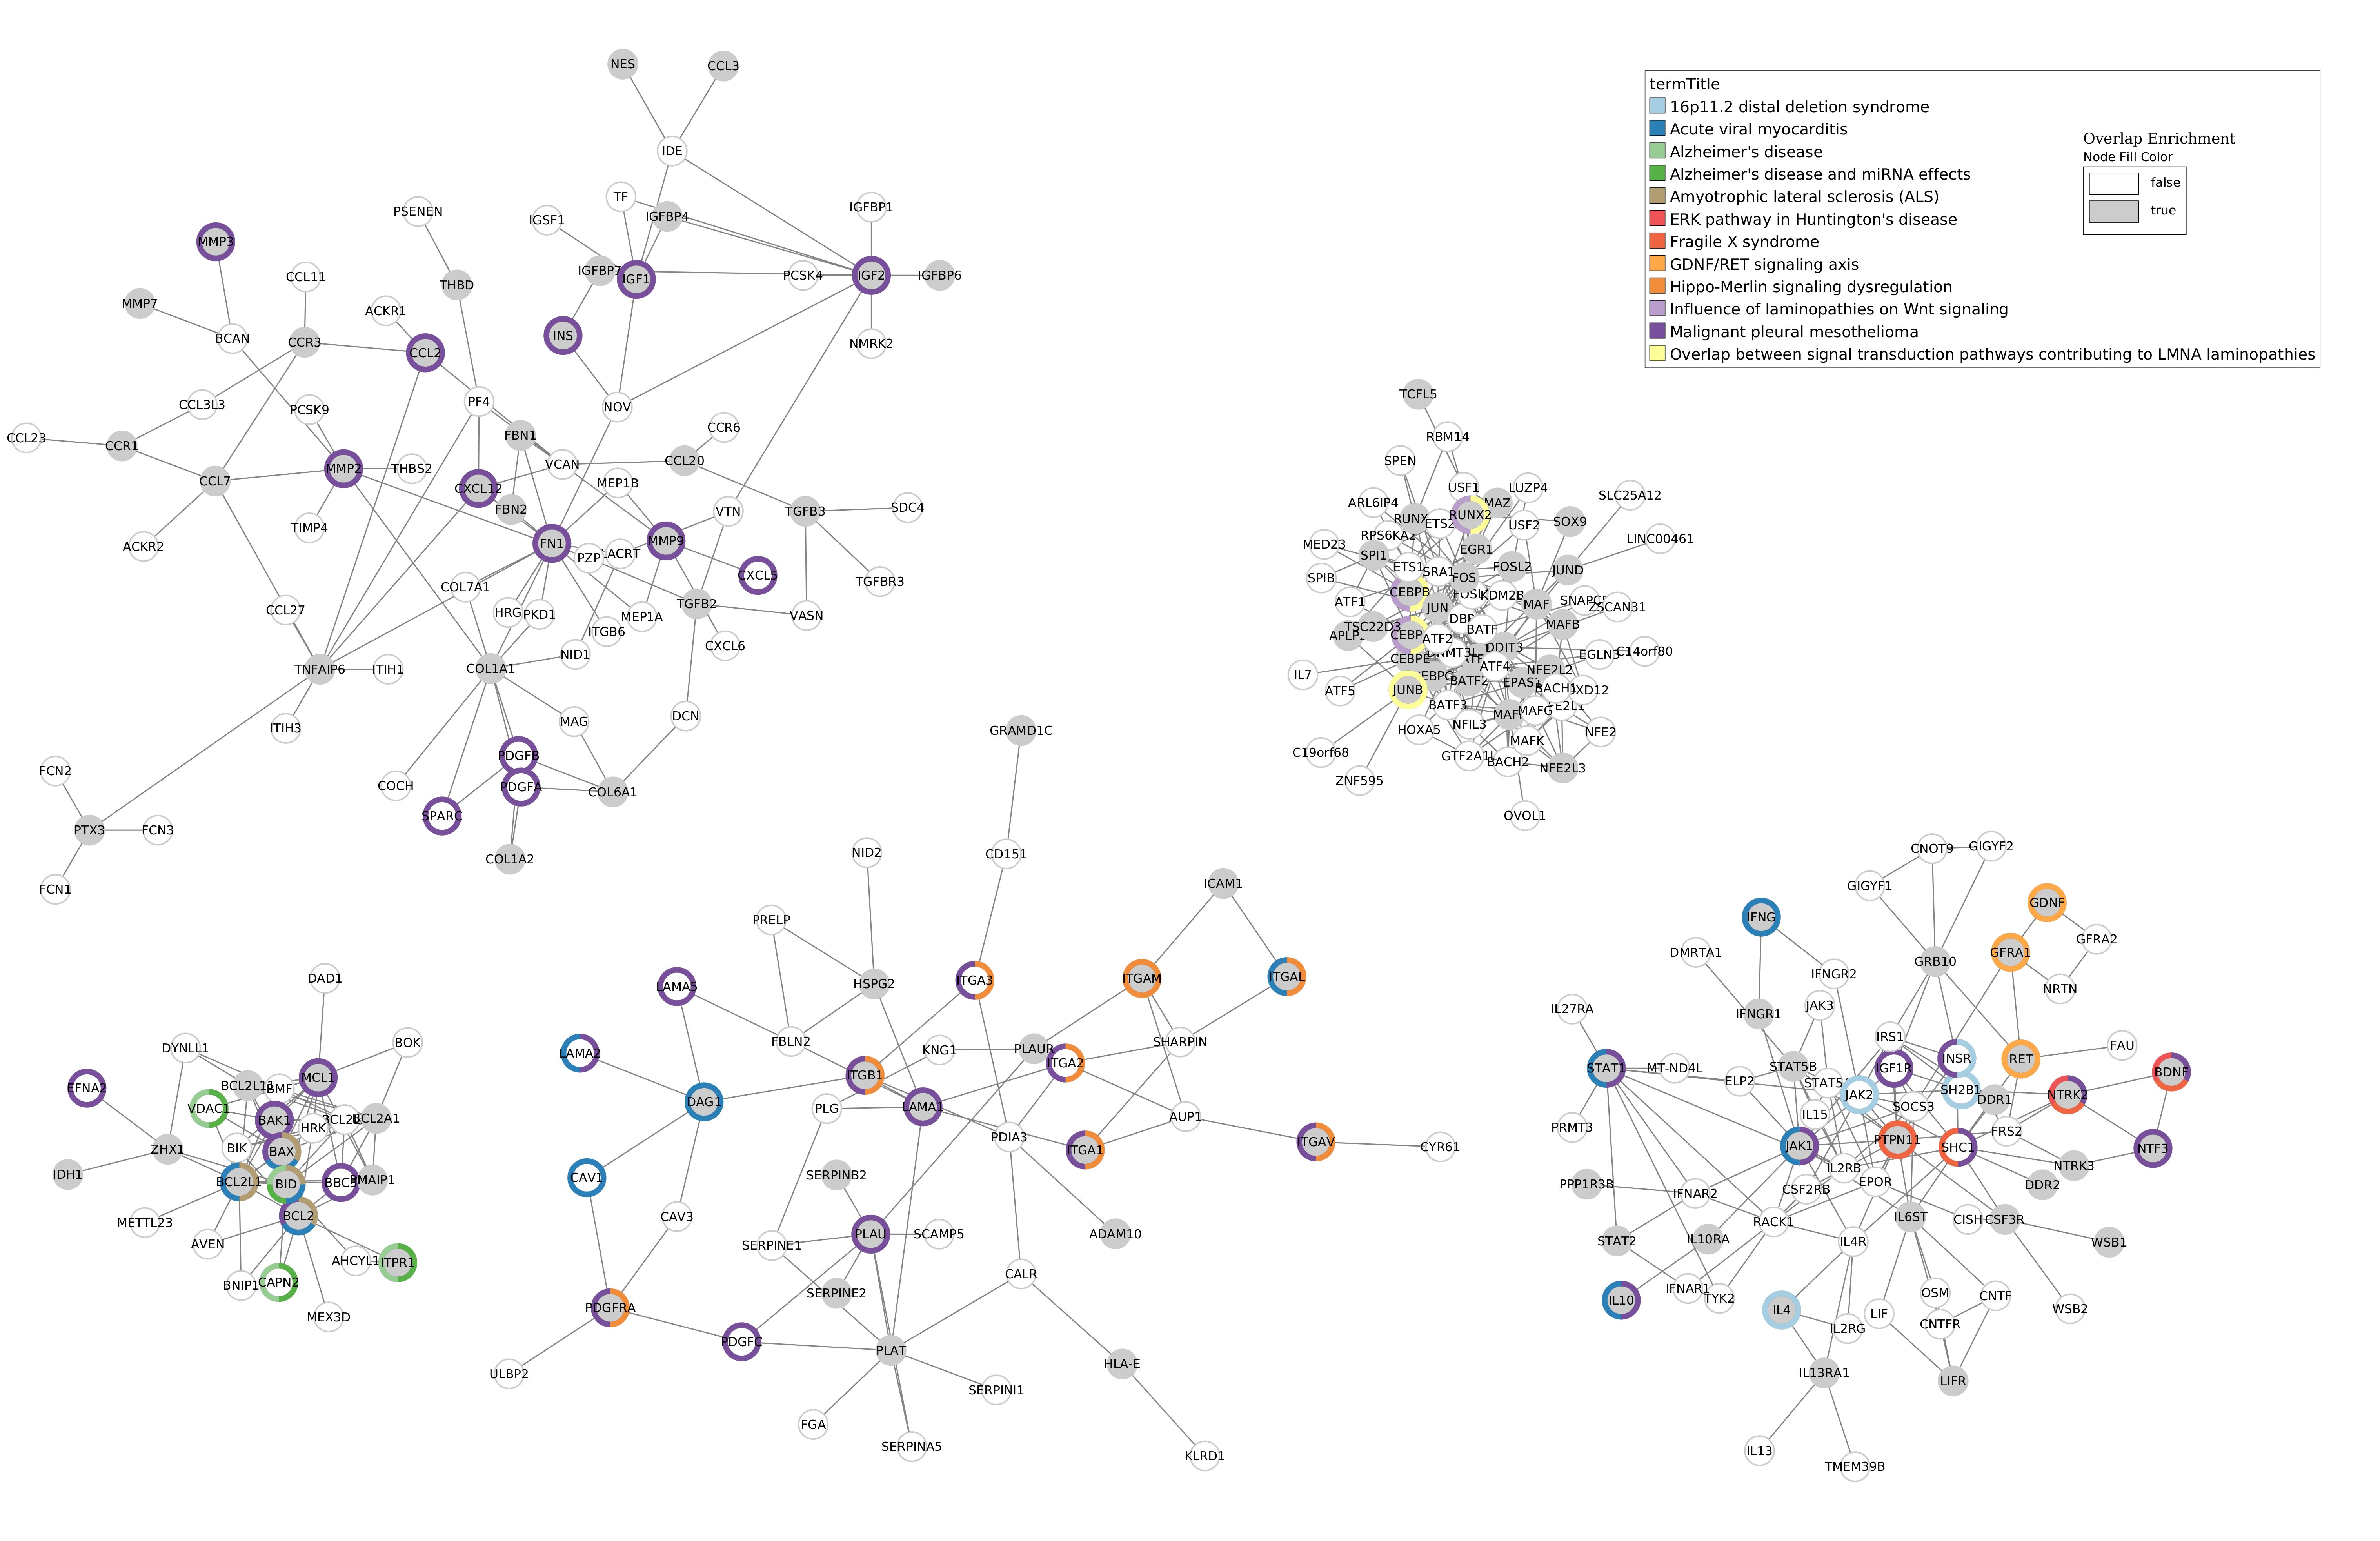 termTitle
16p11.2 distal deletion syndrome
Acute viral myocarditis
Alzheimer's disease
Alzheimer's disease and miRNA effects
Amyotrophic lateral sclerosis (ALS)
ERK pathway in Huntington's disease
Fragile X syndrome
GDNF/RET signaling axis
Hippo-Merlin signaling dysregulation
Influence of laminopathies on Wnt signaling
Malignant pleural mesothelioma
Overlap between signal transduction pathways contributing to LMNA laminopathies
Overlap Enrichment
Node Fill Color
false
true
NES
CCL3
IDE
TF
IGFBP4
IGSF1
IGFBP1
PSENEN
MMP3
CCL11
THBD
IGFBP7
IGF1
PCSK4
IGF2
IGFBP6
MMP7
ACKR1
BCAN
CCR3
CCL2
INS
NMRK2
CCL3L3
PCSK9
PF4
NOV
CCL23
CCR1
FBN1
CCR6
VCAN
CCL20
MMP2
THBS2
CCL7
CXCL12
MEP1B
FBN2
VTN
TGFB3
SDC4
TIMP4
ACKR2
FN1
PZP
LACRT
MMP9
CXCL5
TGFBR3
COL7A1
CCL27
HRG
PKD1
ITGB6
MEP1A
TGFB2
VASN
CXCL6
NID1
TNFAIP6
ITIH1
COL1A1
ITIH3
MAG
DCN
PDGFB
PDGFA
COL6A1
COCH
SPARC
COL1A2
FCN2
PTX3
FCN3
FCN1
TCFL5
RBM14
SPEN
USF1
LUZP4
SLC25A12
ARL6IP4
MAZ
RUNX2
RUNX
ETS2
USF2
SOX9
RPS6KA2
LINC00461
MED23
SPI1
EGR1
ETS1
SRA1
FOS
FOSL2
JUND
SPIB
CEBPB
KDM2B
ATF1
JUN
MAF
ZSCAN31
TSC22D3
BATF
MAFB
ATF2
DDIT3
CEBPE
EGLN3
C14orf80
IL7
ATF4
NFE2L2
BATF2
EPAS1
BACH1
ATF5
JUNB
BATF3
MAFG
HOXA5
NFIL3
MAFK
NFE2
C19orf68
BACH2
NFE2L3
ZNF595
OVOL1
GRAMD1C
NID2
CD151
ICAM1
PRELP
LAMA5
HSPG2
ITGA3
ITGAM
ITGAL
LAMA2
FBLN2
KNG1
PLAUR
SHARPIN
ITGA2
ITGB1
DAG1
PLG
LAMA1
AUP1
PDIA3
ITGA1
ITGAV
CYR61
CAV1
SERPINB2
CAV3
SERPINE1
PLAU
SCAMP5
ADAM10
CALR
SERPINE2
PDGFRA
PDGFC
PLAT
HLA-E
ULBP2
SERPINI1
FGA
SERPINA5
KLRD1
DAD1
DYNLL1
BOK
EFNA2
BCL2L11
BMF
MCL1
VDAC1
BAK1
HRK
BCL2A1
BIK
BAX
ZHX1
IDH1
BCL2L1
BID
PMAIP1
METTL23
BCL2
AVEN
BNIP1
CAPN2
AHCYL1
ITPR1
MEX3D
CNOT9
GIGYF2
GIGYF1
GDNF
IFNG
GFRA1
GFRA2
DMRTA1
GRB10
IFNGR2
NRTN
IL27RA
IFNGR1
JAK3
IRS1
FAU
STAT1
MT-ND4L
STAT5B
INSR
RET
IGF1R
BDNF
ELP2
JAK2
SH2B1
NTRK2
IL15
SOCS3
DDR1
PRMT3
JAK1
PTPN11
SHC1
FRS2
NTF3
IL2RB
NTRK3
PPP1R3B
IFNAR2
CSF2RB
EPOR
DDR2
RACK1
IL6ST
CISH
CSF3R
STAT2
IL10RA
IL4R
WSB1
IL10
IFNAR1
TYK2
IL4
OSM
CNTF
WSB2
IL2RG
LIF
CNTFR
IL13RA1
LIFR
IL13
TMEM39B